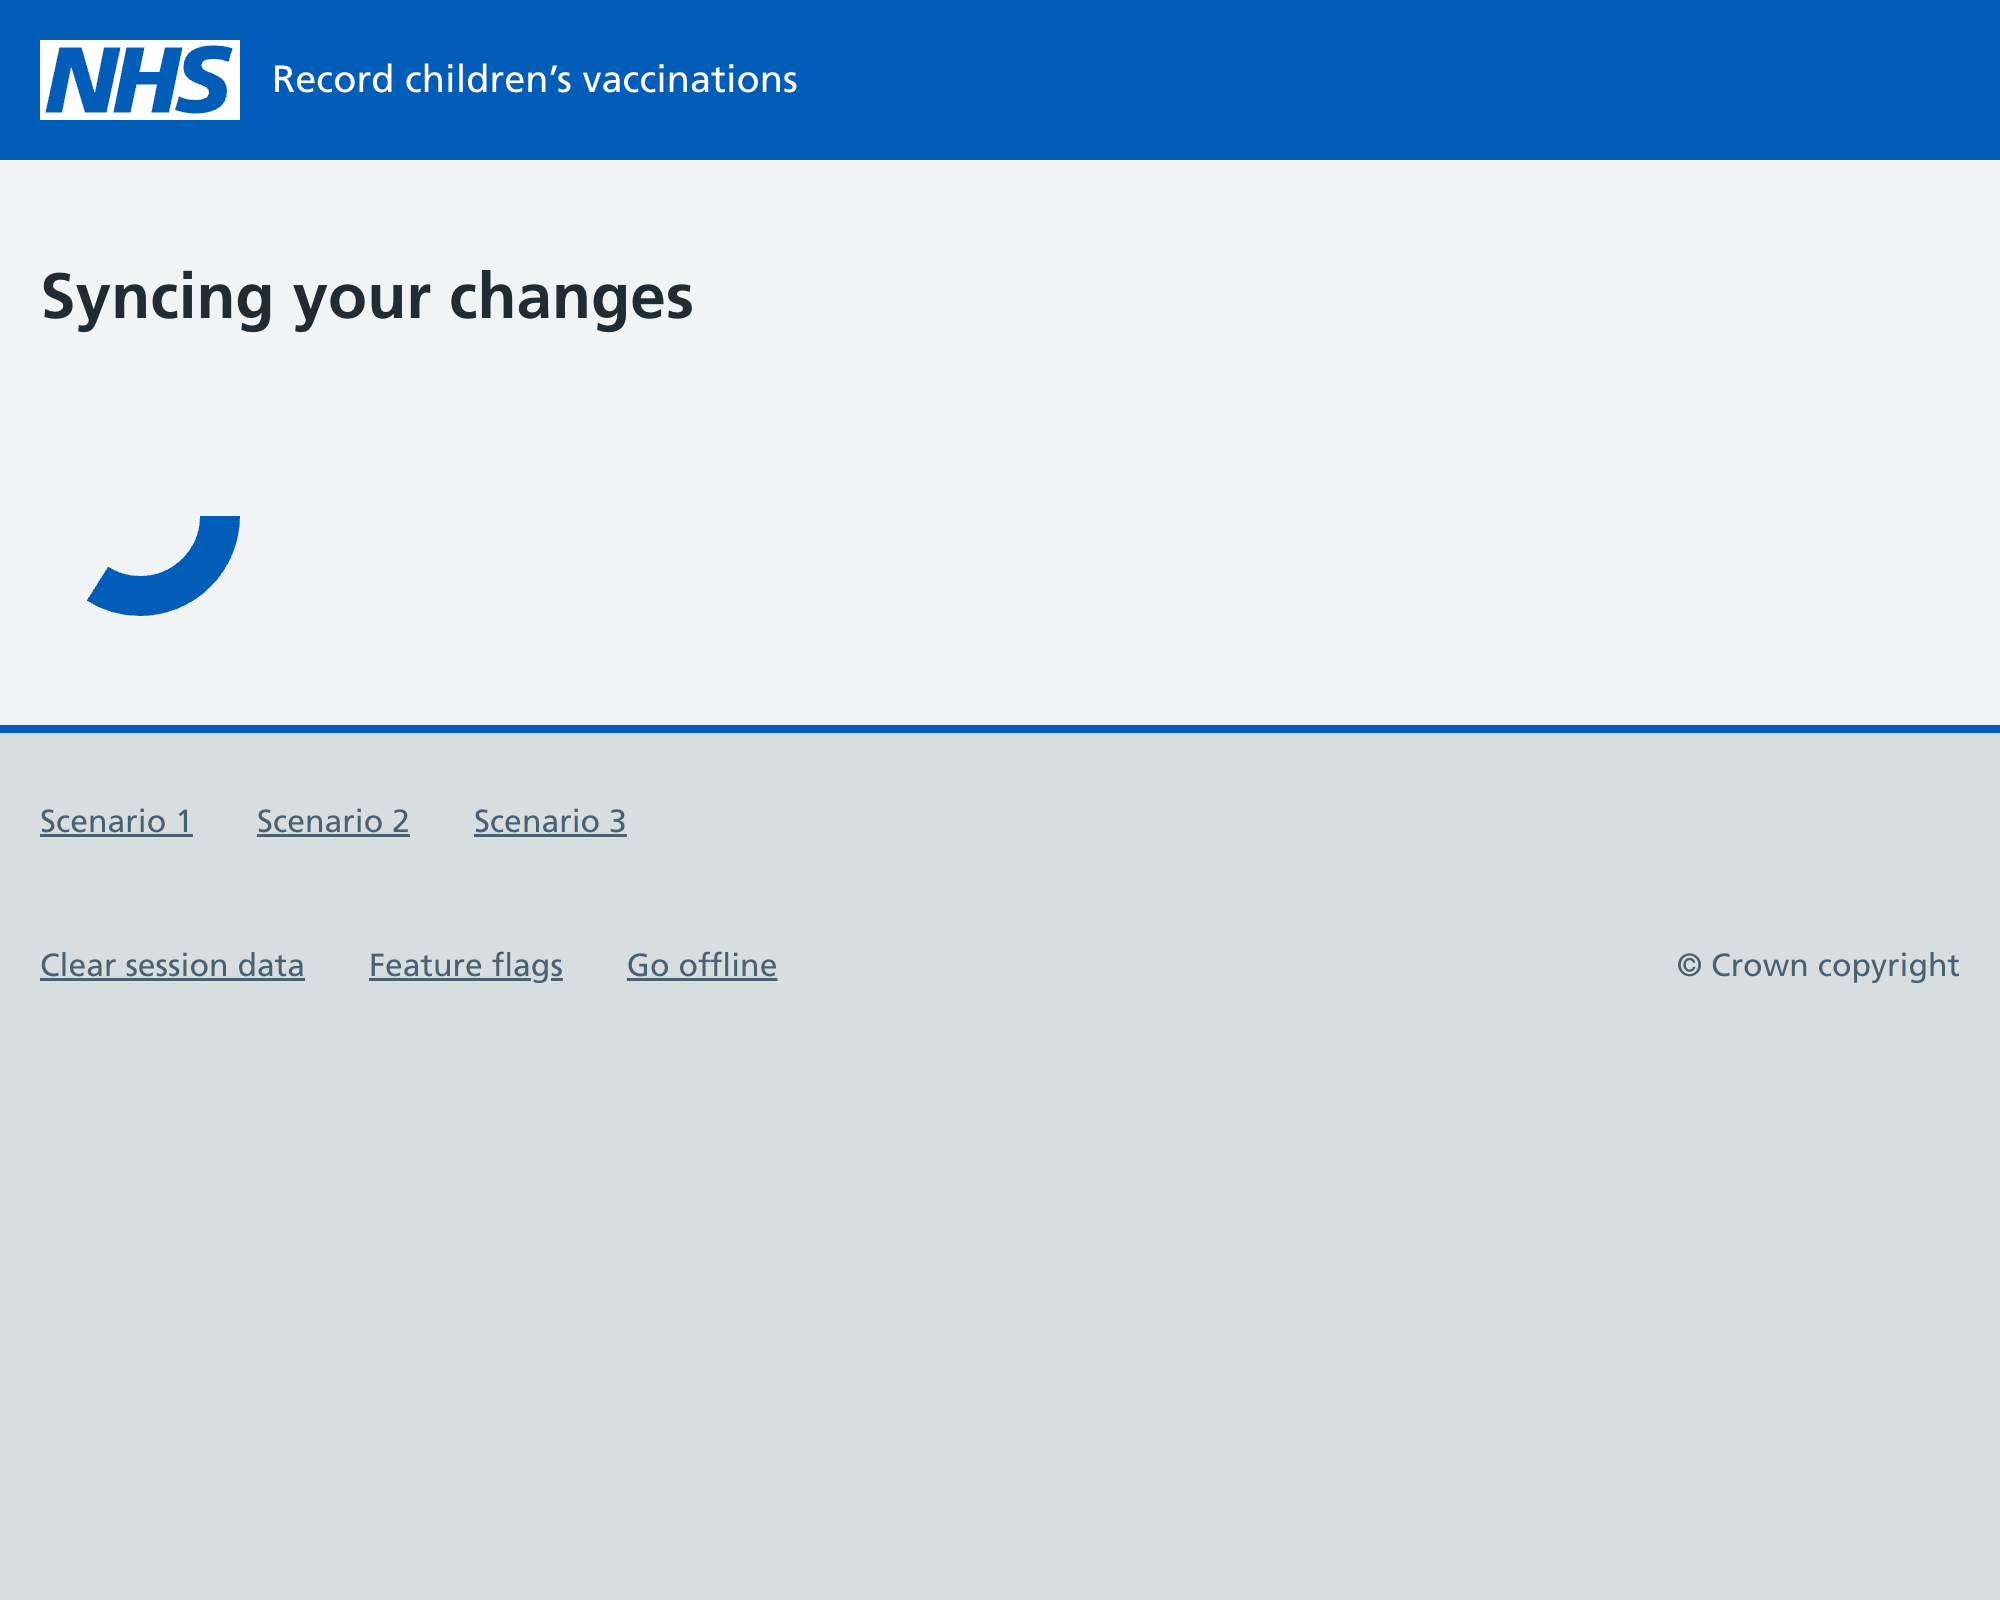 NHS Record children’s vaccinations
Syncing your changes
Scenario 1 Scenario 2 Scenario 3
Clear session data Feature flags Go offline © Crown copyright